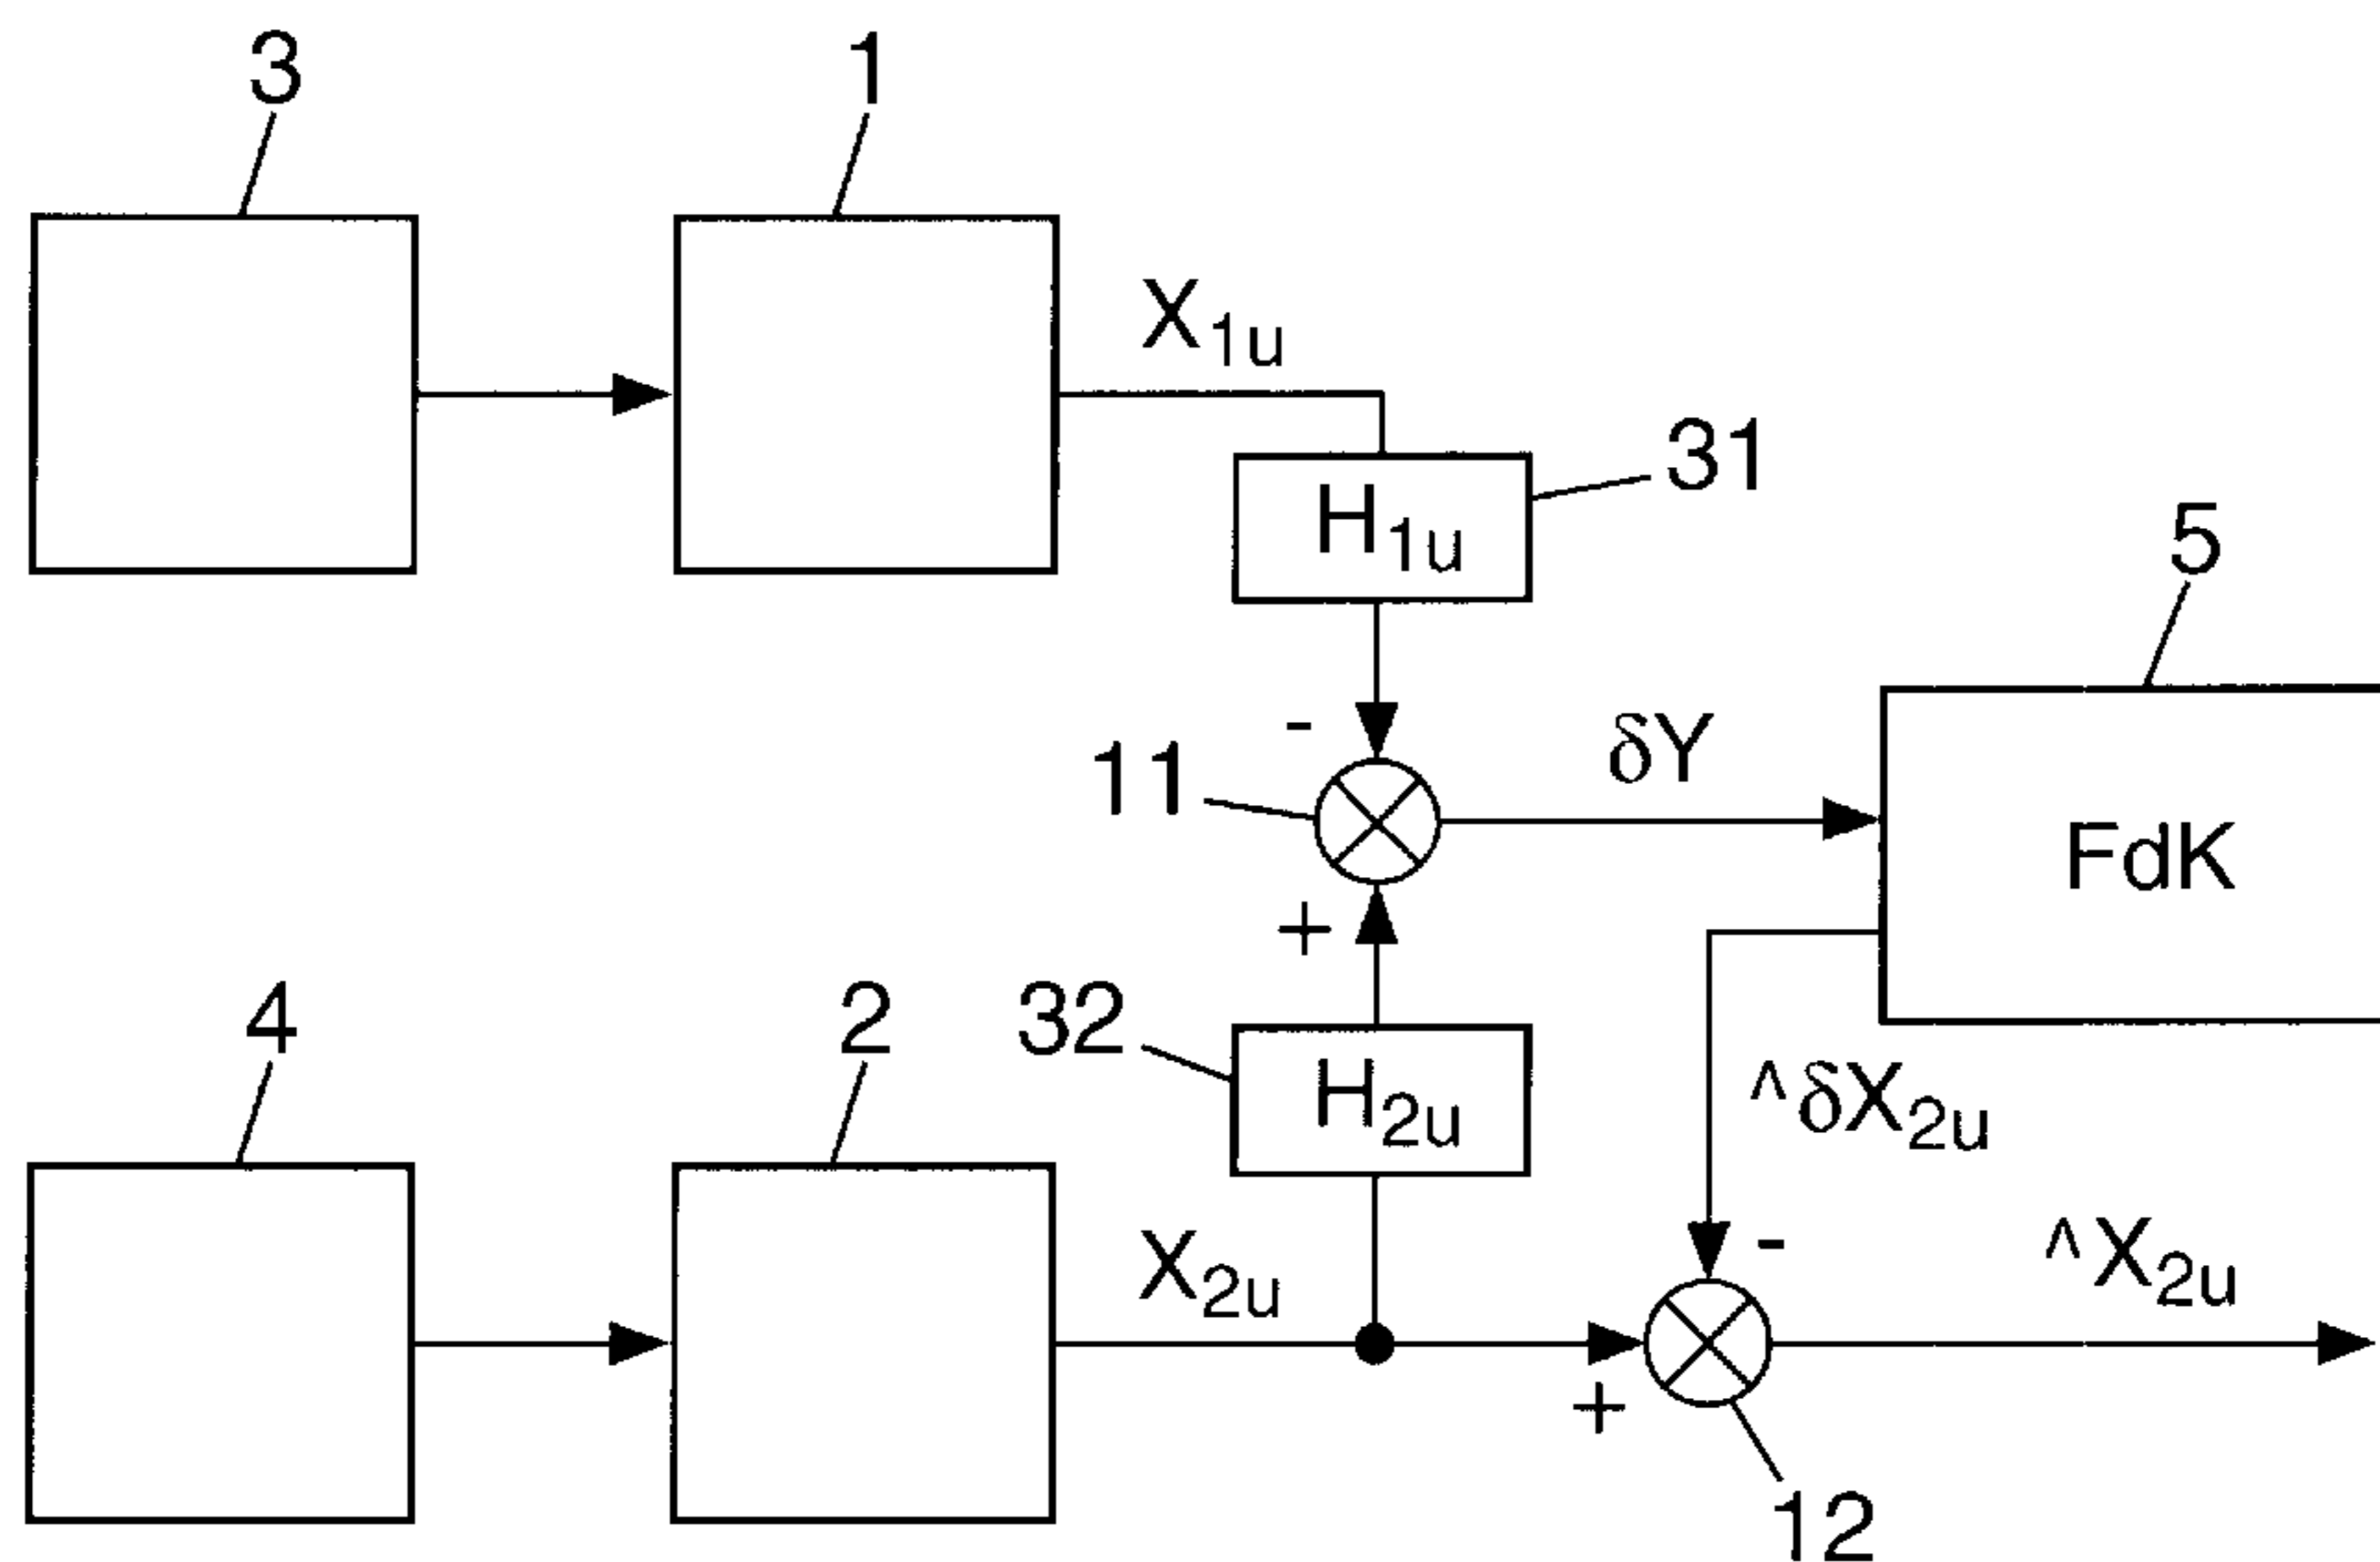 3
1
X1u
31
H1u
5
-
11
δY
FdK
+
4
2
32
H2u
^δX2u
X2u
-
^X2u
+
12